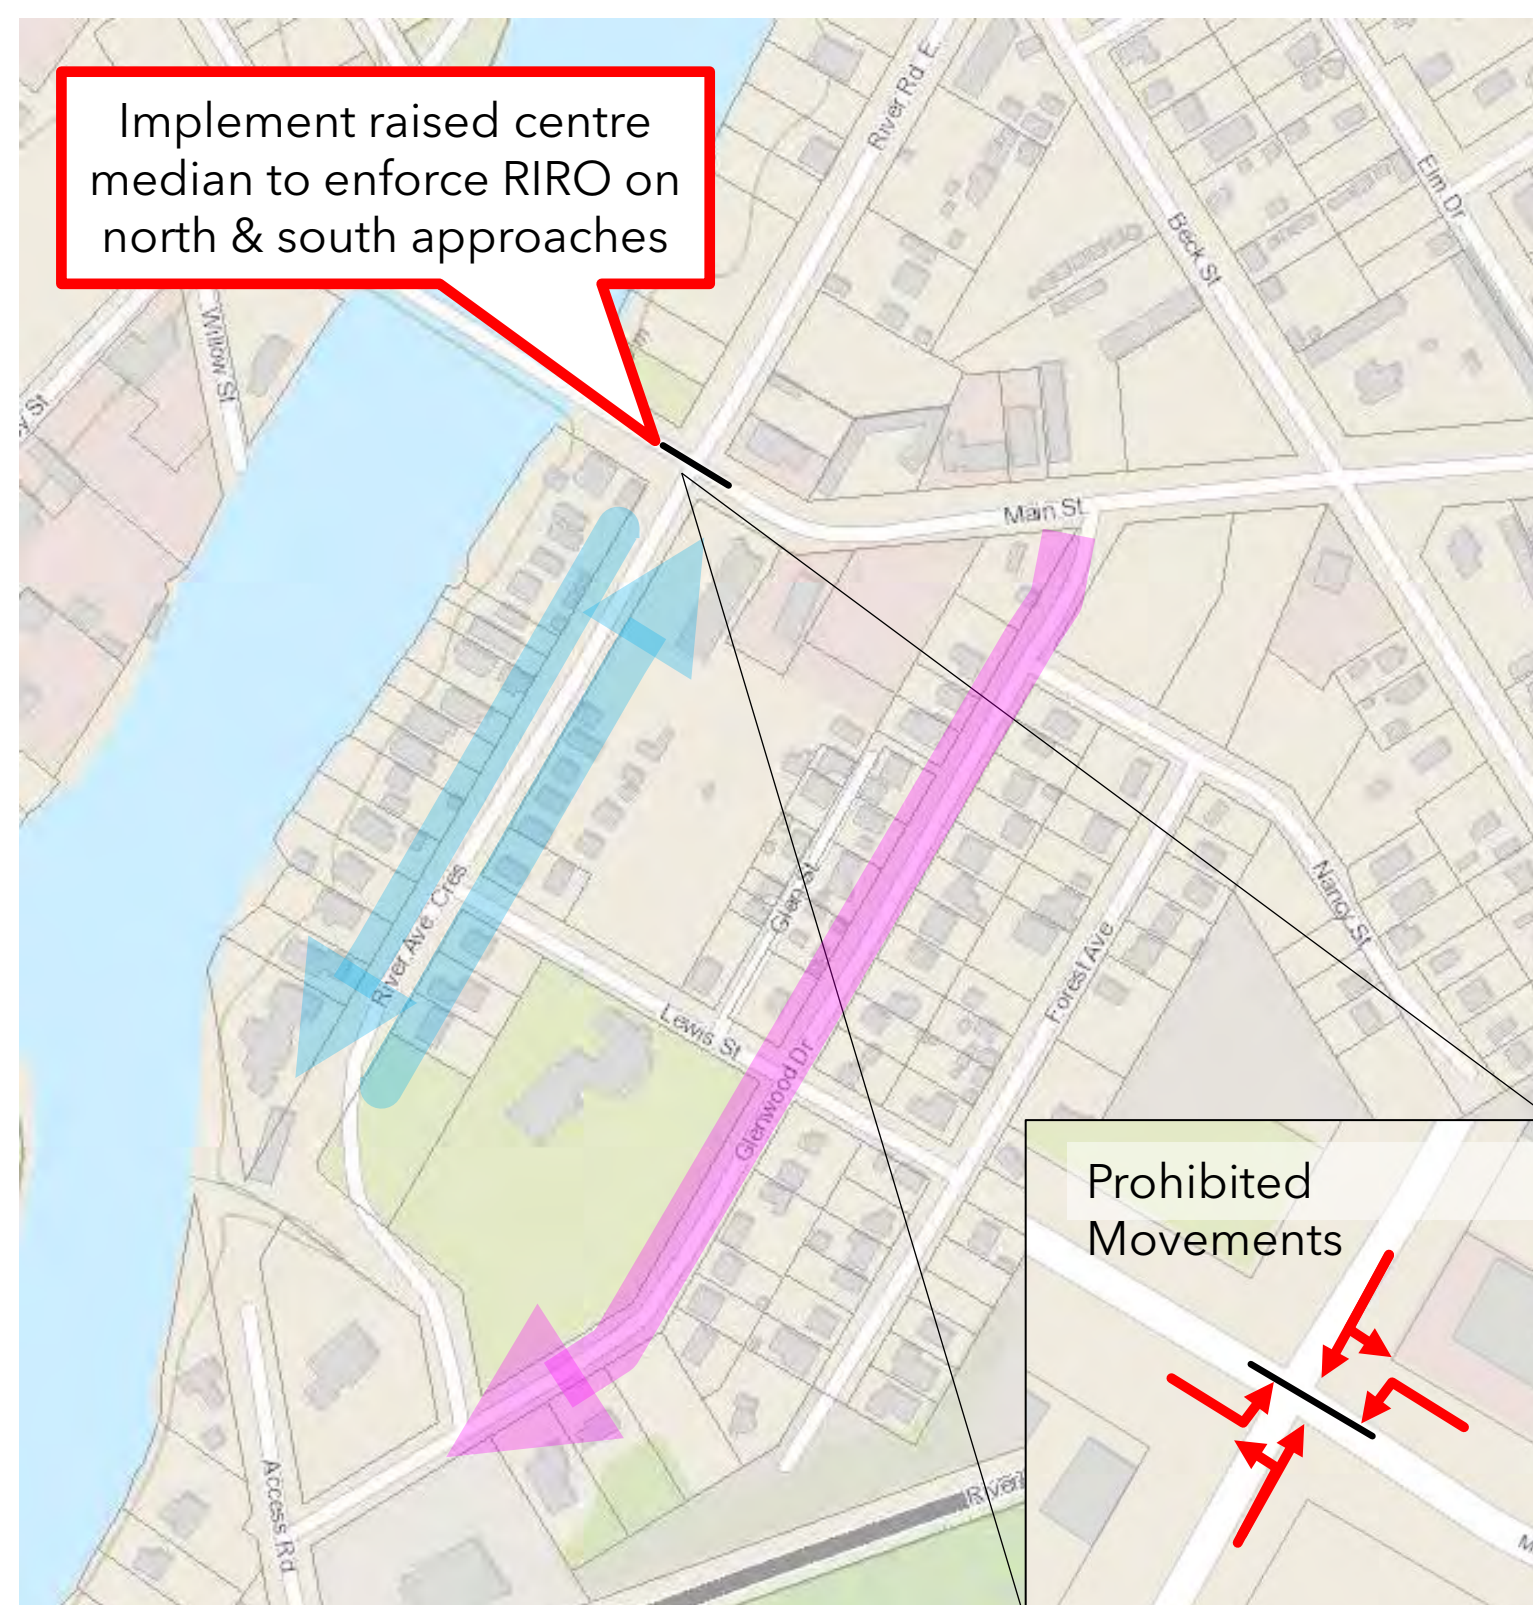 Implement raised centre
median to enforce RIRO on
north & south approaches
River Rd E
Elm Dr
Beck St
Willow St
Main St
River Ave Cres
Glen St
Nancy St
Forest Ave
Lewis St
Glenwood Dr
Prohibited
Movements
Access Rd